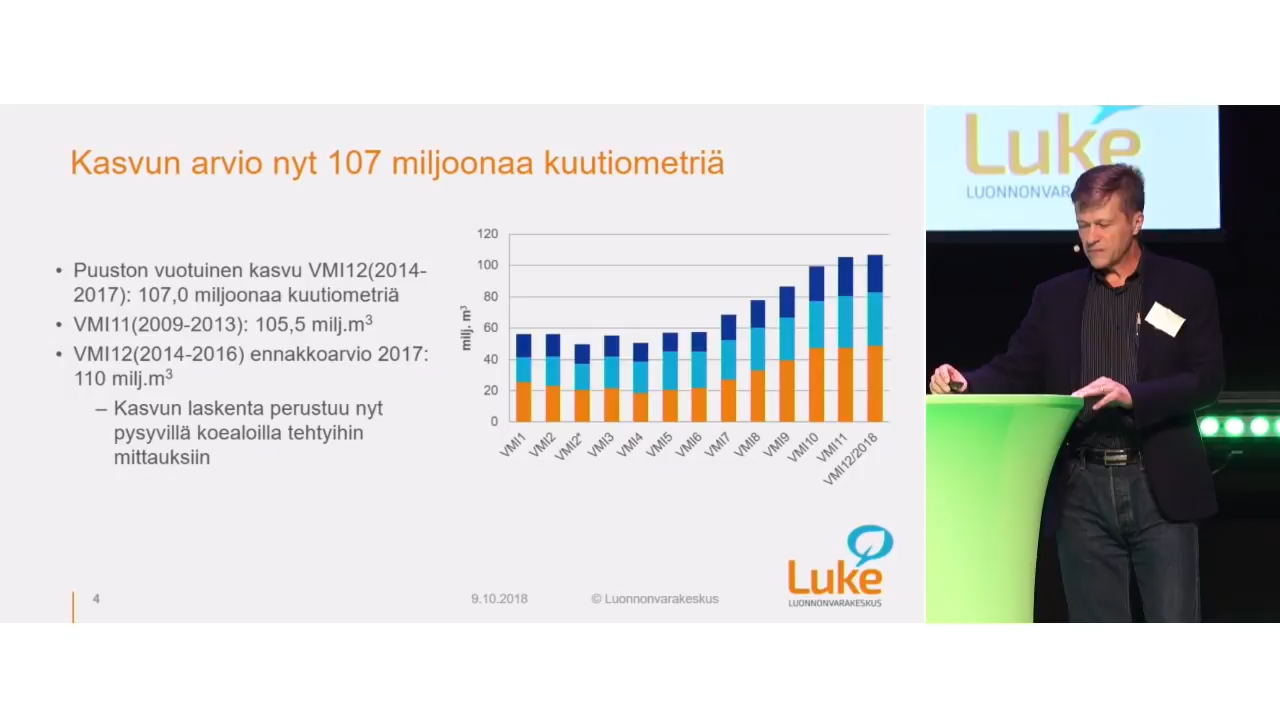 Kasvun arvio nyt 107 miljoonaa kuutiometriä
• Puuston vuotuinen kasvu VMI12(2014-
2017): 107,0 miljoonaa kuutiometriä
• VMI11(2009-2013): 105,5 milj.m³
• VMI12(2014-2016) ennakkoarvio 2017:
110 milj.m³
– Kasvun laskenta perustuu nyt
pysyvillä koealoilla tehtyihin
mittauksiin
milj. m³
120
100
80
60
40
20
0
VMI1
VMI2
VMI2*
VMI3
VMI4
VMI5
VMI6
VMI7
VMI8
VMI9
VMI10
VMI11
VMI12/2018
Luke
LUONNONVARAKESKUS
4
9.10.2018
© Luonnonvarakeskus
Luke
LUONNONVAR